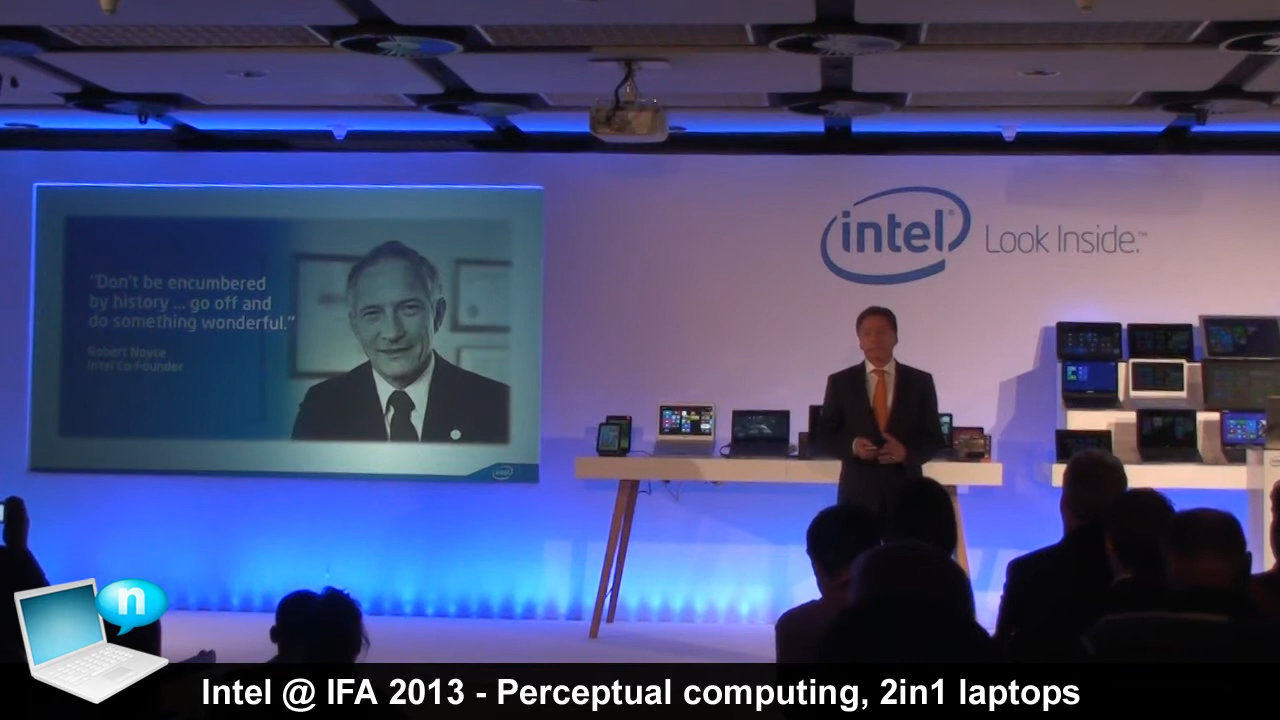 intel®
Look Inside.™
"Don't be encumbered
by history ... go off and
do something wonderful."
Robert Noyce
Intel Co-Founder
intel
n
Intel @ IFA 2013 - Perceptual computing, 2in1 laptops